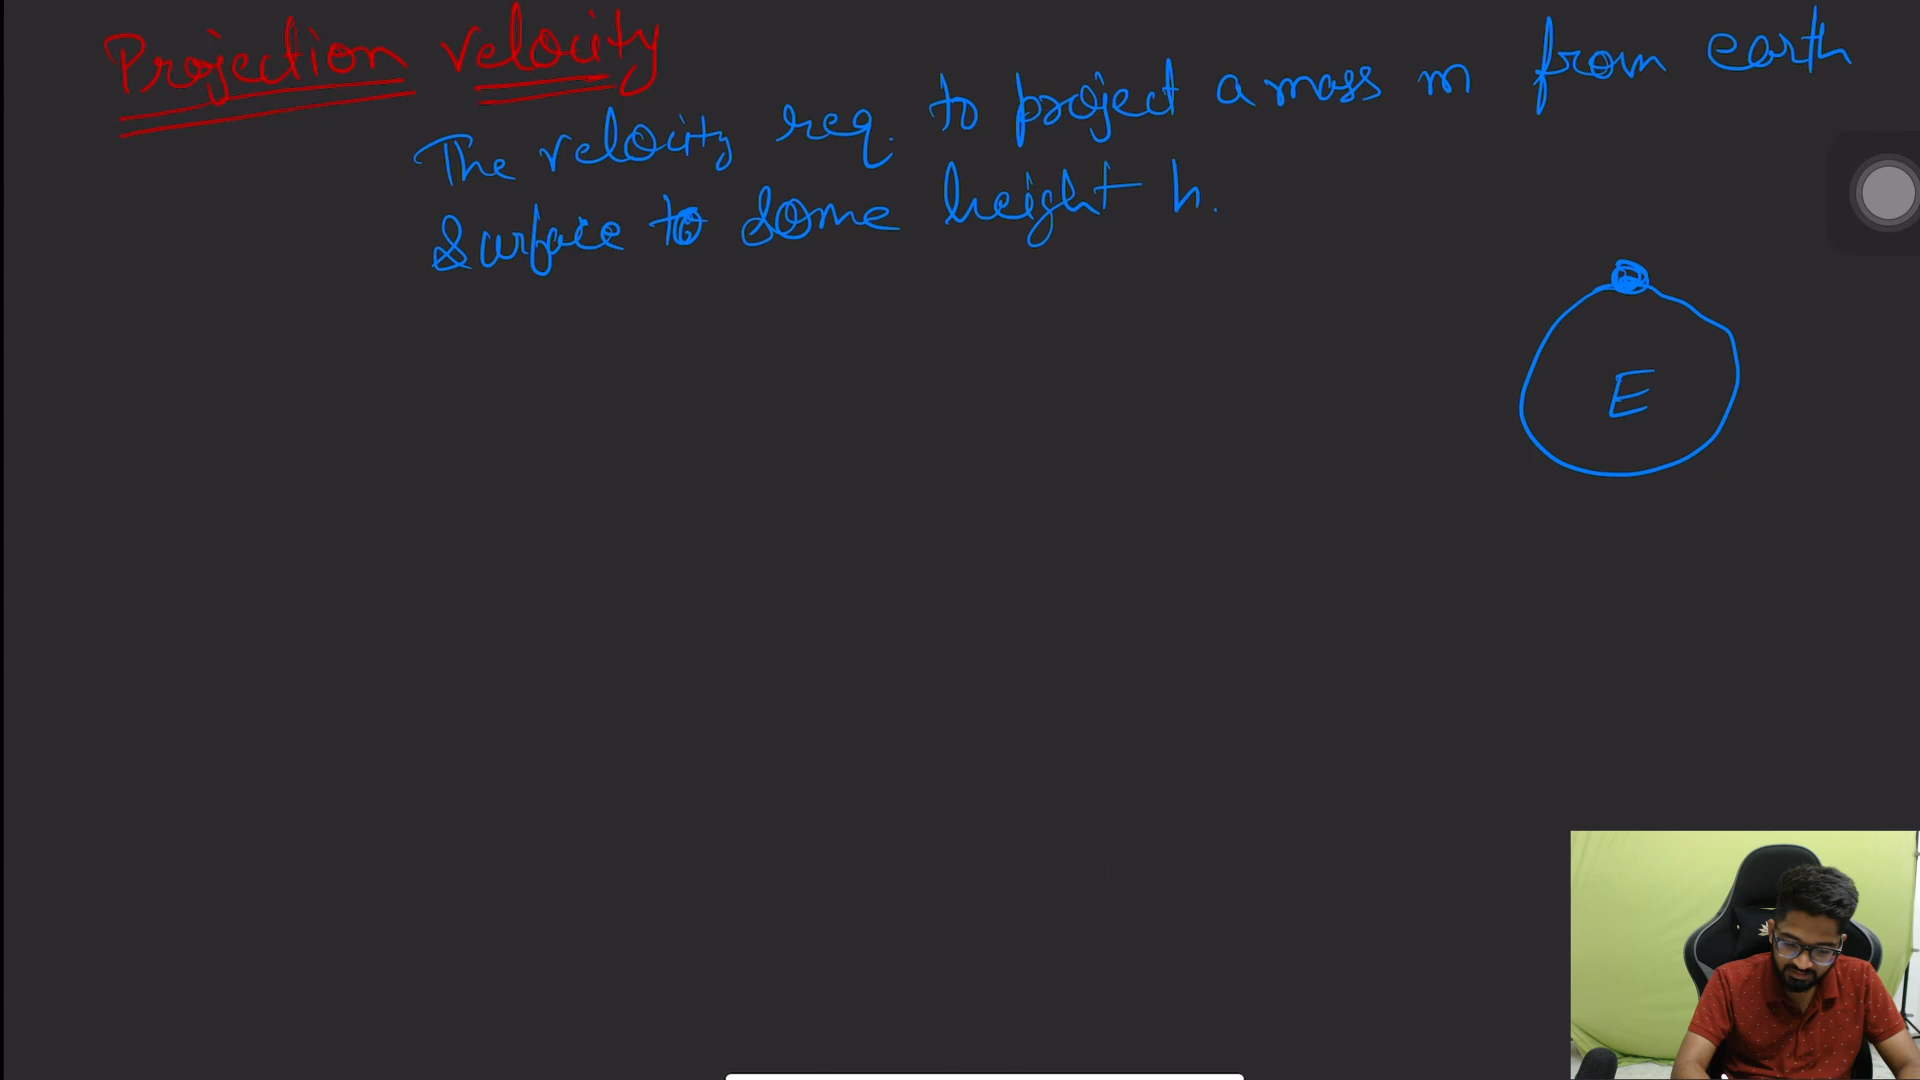 Projection velocity
The velocity req. to project a mass m from earth
surface to some height h.
E